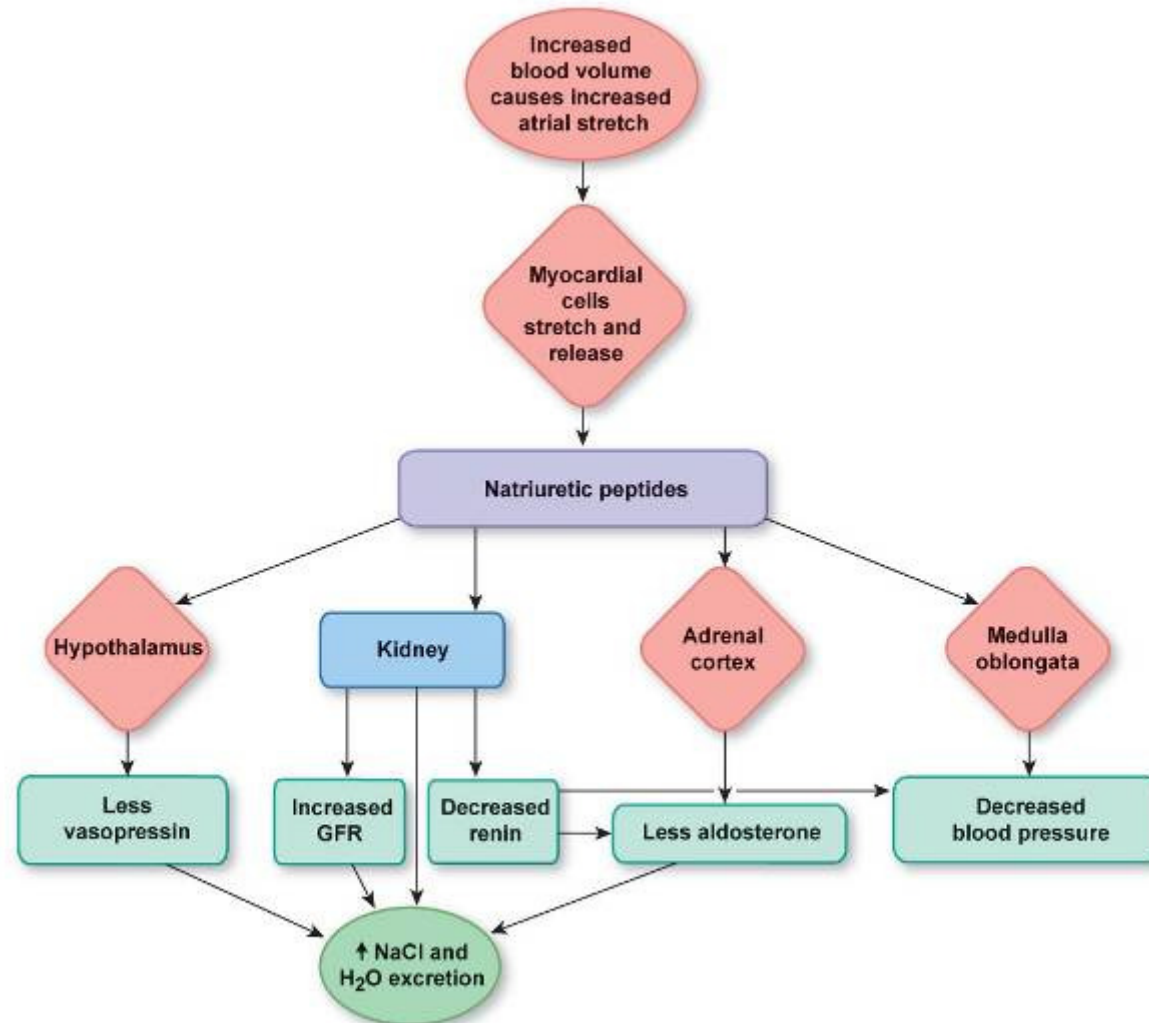 Increased
blood volume
causes increased
atrial stretch
Myocardial
cells
stretch and
release
Natriuretic peptides
Hypothalamus
Kidney
Adrenal
cortex
Medulla
oblongata
Less
vasopressin
Increased
GFR
Decreased
renin
Less aldosterone
Decreased
blood pressure
↑ NaCl and
H₂O excretion